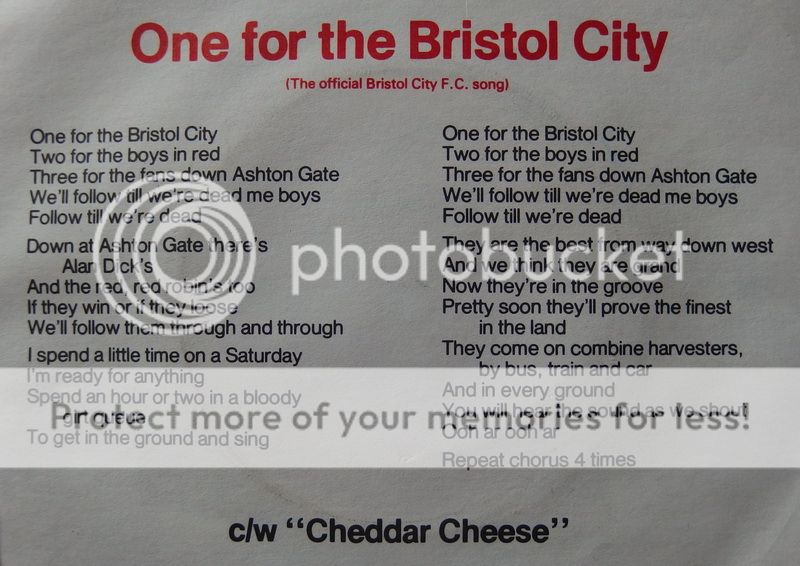 One for the Bristol City
(The official Bristol City F.C. song)
One for the Bristol City
Two for the boys in red
Three for the fans down Ashton Gate
We'll follow till we're dead me boys
Follow till we're dead
Down at Ashton Gate there's
Alan Dick's
And the red, red robin's too
If they win or if they loose
We'll follow them through and through
I spend a little time on a Saturday
I'm ready for anything
Spend an hour or two in a bloody
queue
To get in the ground and sing
One for the Bristol City
Two for the boys in red
Three for the fans down Ashton Gate
We'll follow till we're dead me boys
Follow till we're dead
They are the best from way down west
And we think they are grand
Now they're in the groove
Pretty soon they'll prove the finest
in the land
They come on combine harvesters,
by bus, train and car
And in every ground
You will hear the sound as we shout
Ooh ar ooh ar
Repeat chorus 4 times
c/w "Cheddar Cheese"
photobucket
Protect more of your memories for less!